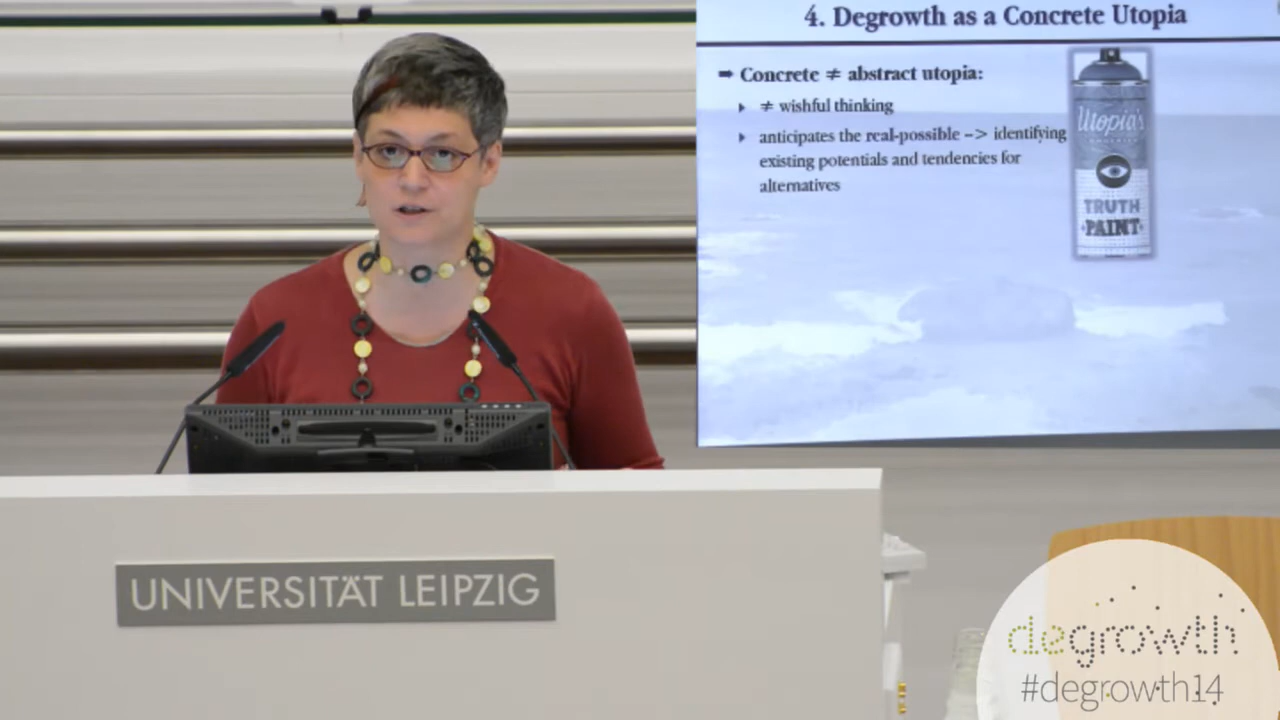 4. Degrowth as a Concrete Utopia
➡ Concrete ≠ abstract utopia:
≠ wishful thinking
anticipates the real-possible –> identifying
existing potentials and tendencies for
alternatives
Utopia's
TRUTH
PAINT
UNIVERSITÄT LEIPZIG
degrowth
#degrowth14